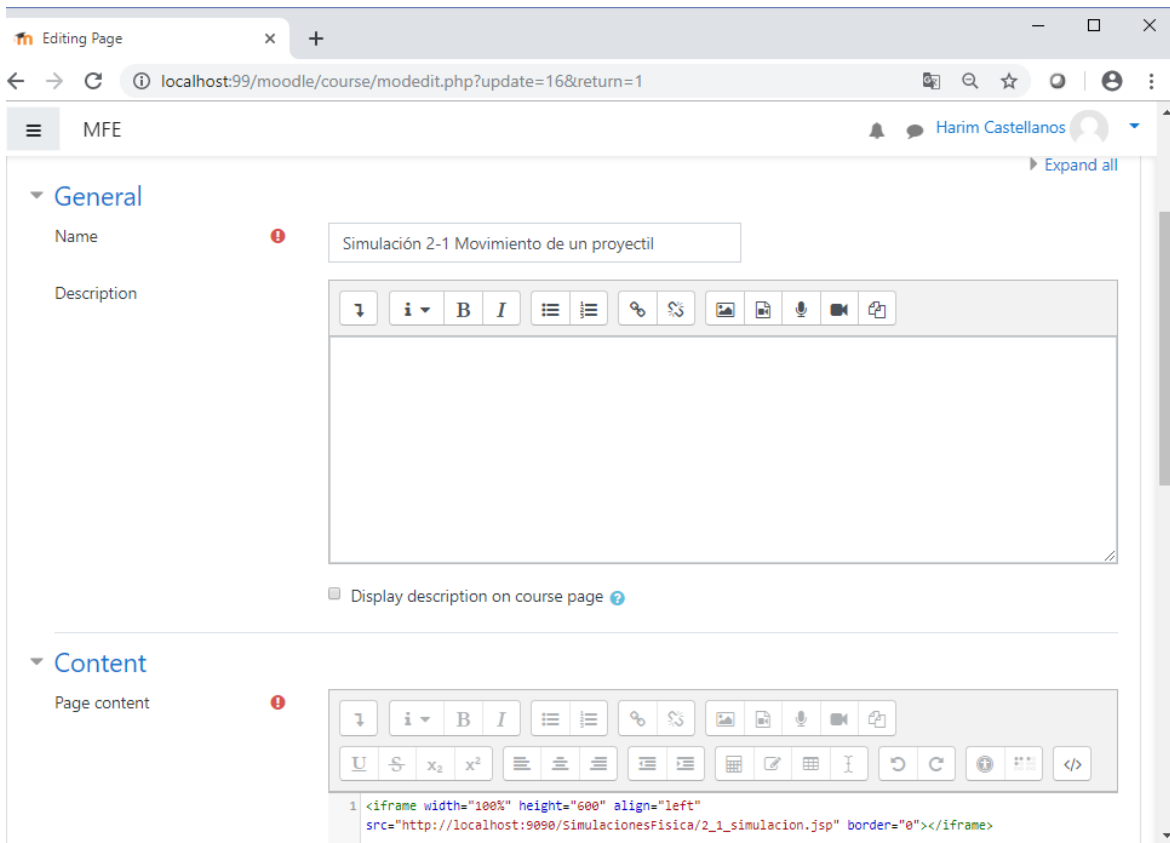 Editing Page
localhost:99/moodle/course/modedit.php?update=16&return=1
MFE
Harim Castellanos
Expand all
General
Name
Simulación 2-1 Movimiento de un proyectil
Description
i B I
Display description on course page
Content
Page content
i B I
U S x₂ x²
1 <iframe width="100%" height="600" align="left"
src="http://localhost:9090/SimulacionesFisica/2_1_simulacion.jsp" border="0"></iframe>